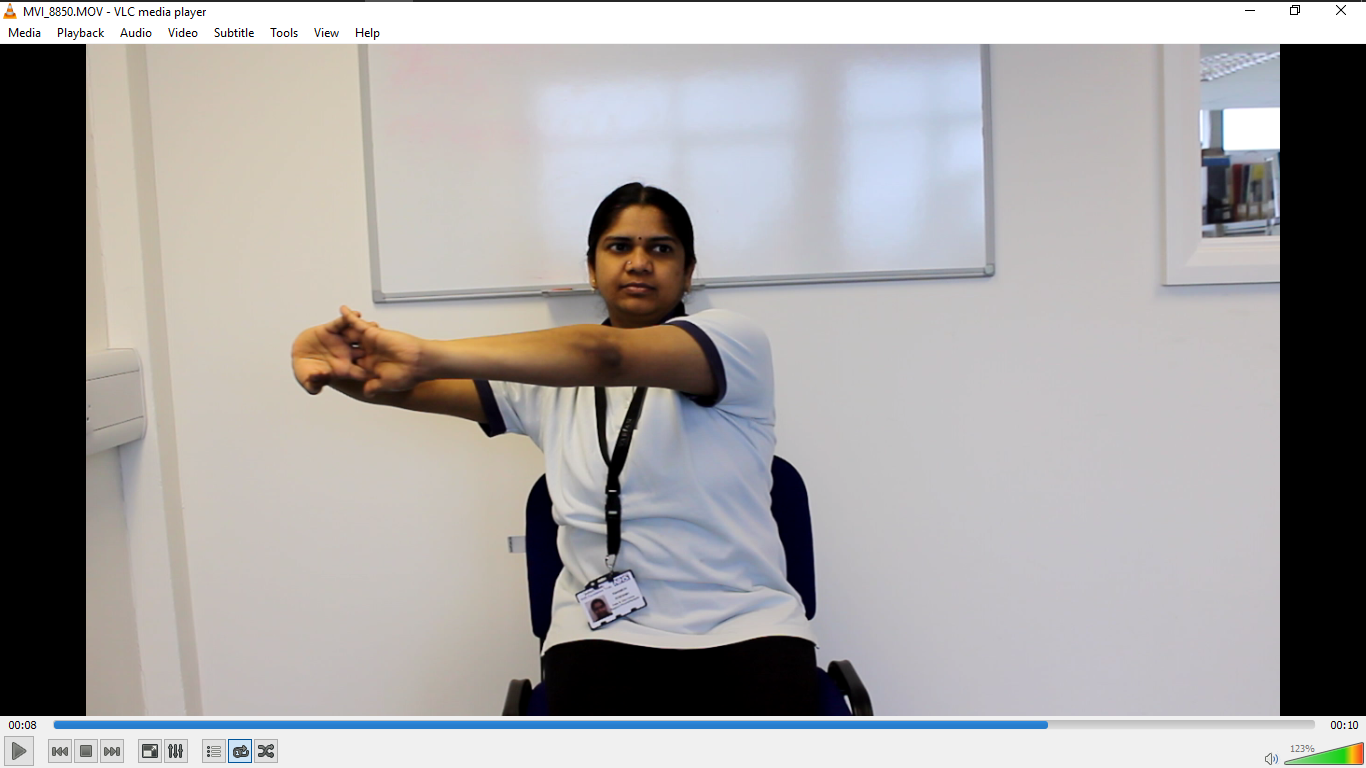 MVI_8850.MOV - VLC media player
Media Playback Audio Video Subtitle Tools View Help
00:08 00:10
123%